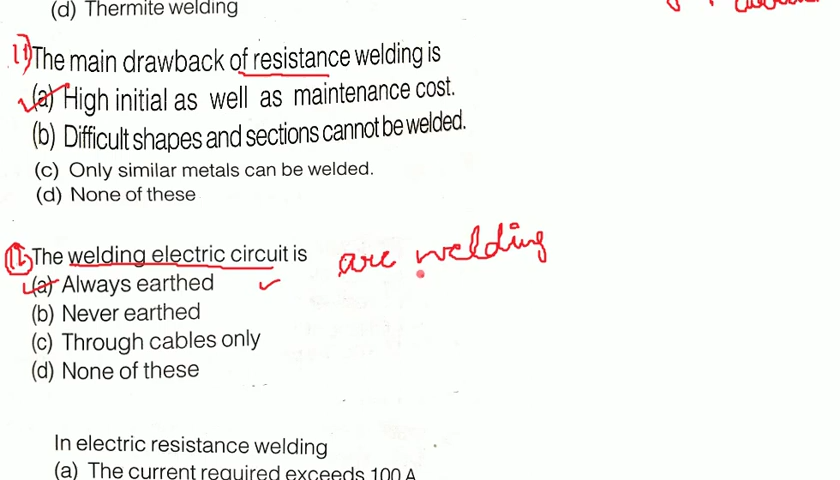 (d) Thermite welding
11) The main drawback of resistance welding is
(a) High initial as well as maintenance cost.
(b) Difficult shapes and sections cannot be welded.
(c) Only similar metals can be welded.
(d) None of these
12) The welding electric circuit is are welding
(a) Always earthed
(b) Never earthed
(c) Through cables only
(d) None of these
In electric resistance welding
(a) The current required exceeds 100 A